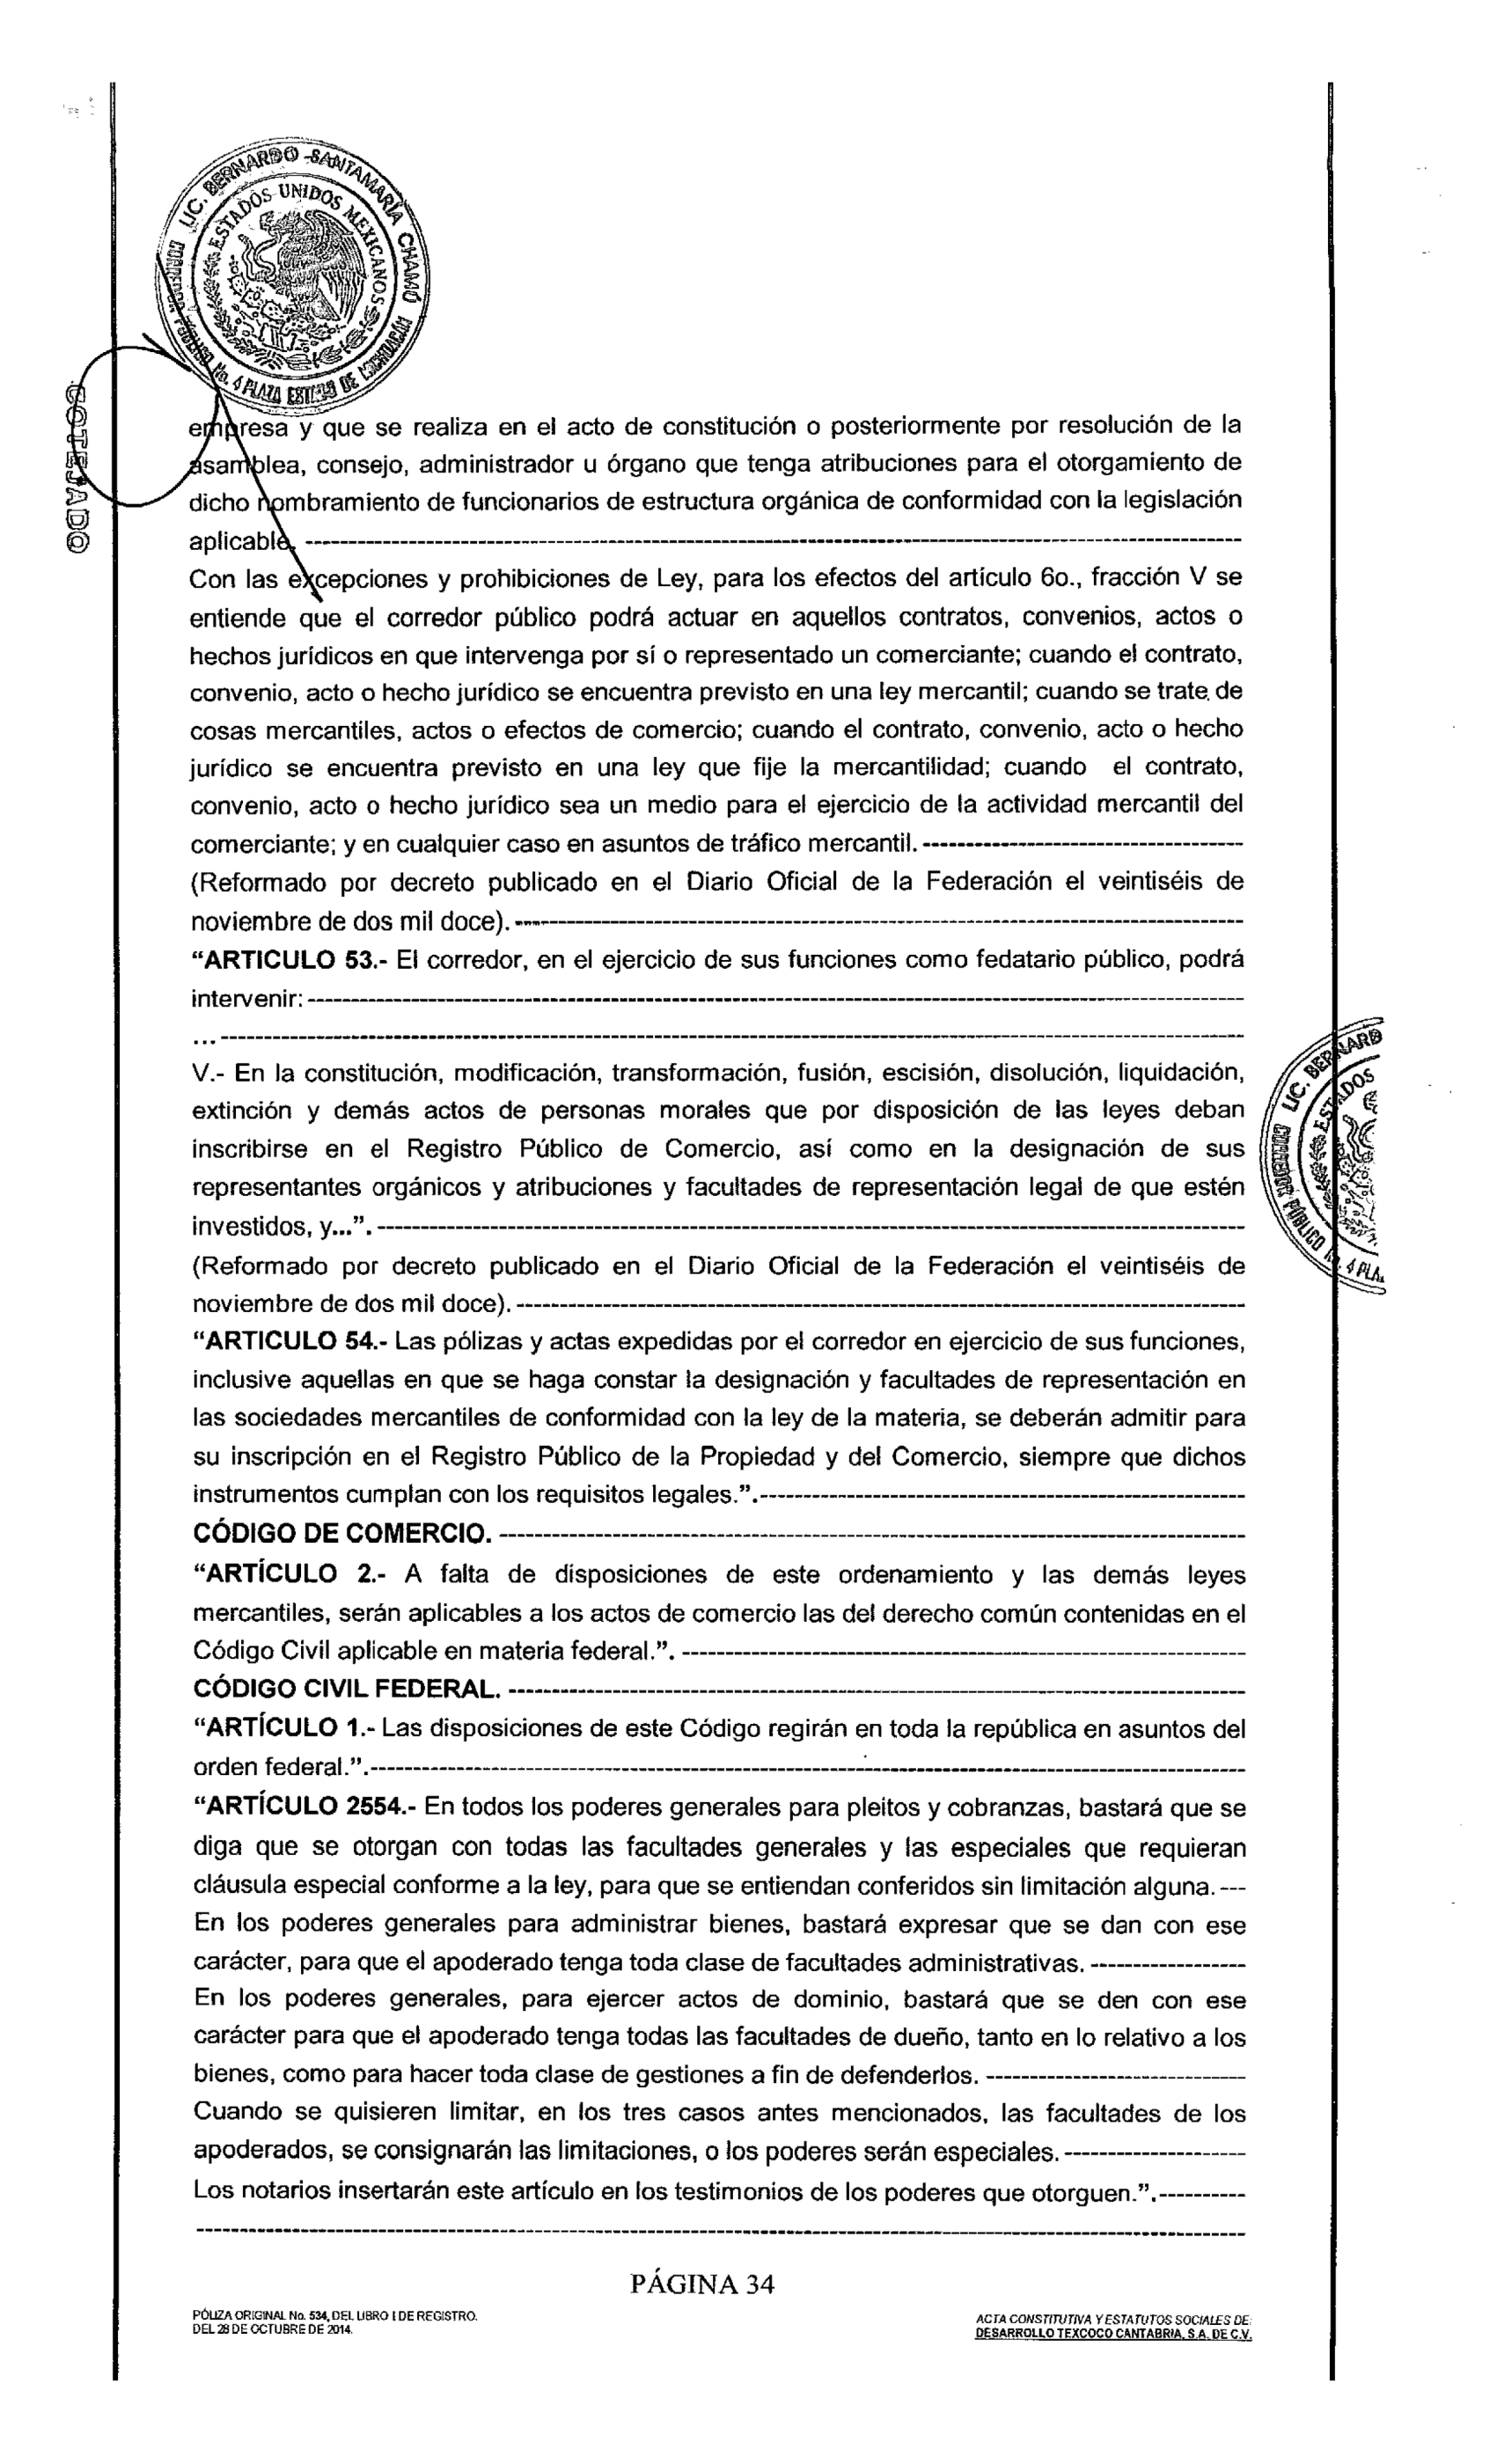 LIC. BERNARDO SANTAMARÍA CHAMÚ
CORREDOR PÚBLICO No. 4 PLAZA ESTADO DE MICHOACÁN
ESTADOS UNIDOS MEXICANOS
COTEJADO
empresa y que se realiza en el acto de constitución o posteriormente por resolución de la
asamblea, consejo, administrador u órgano que tenga atribuciones para el otorgamiento de
dicho nombramiento de funcionarios de estructura orgánica de conformidad con la legislación
aplicable. ---
Con las excepciones y prohibiciones de Ley, para los efectos del artículo 6o., fracción V se
entiende que el corredor público podrá actuar en aquellos contratos, convenios, actos o
hechos jurídicos en que intervenga por sí o representado un comerciante; cuando el contrato,
convenio, acto o hecho jurídico se encuentra previsto en una ley mercantil; cuando se trate de
cosas mercantiles, actos o efectos de comercio; cuando el contrato, convenio, acto o hecho
jurídico se encuentra previsto en una ley que fije la mercantilidad; cuando el contrato,
convenio, acto o hecho jurídico sea un medio para el ejercicio de la actividad mercantil del
comerciante; y en cualquier caso en asuntos de tráfico mercantil. ---
(Reformado por decreto publicado en el Diario Oficial de la Federación el veintiséis de
noviembre de dos mil doce). ---
“ARTICULO 53.- El corredor, en el ejercicio de sus funciones como fedatario público, podrá
intervenir: ---
... ---
V.- En la constitución, modificación, transformación, fusión, escisión, disolución, liquidación,
extinción y demás actos de personas morales que por disposición de las leyes deban
inscribirse en el Registro Público de Comercio, así como en la designación de sus
representantes orgánicos y atribuciones y facultades de representación legal de que estén
investidos, y...”. ---
(Reformado por decreto publicado en el Diario Oficial de la Federación el veintiséis de
noviembre de dos mil doce). ---
“ARTICULO 54.- Las pólizas y actas expedidas por el corredor en ejercicio de sus funciones,
inclusive aquellas en que se haga constar la designación y facultades de representación en
las sociedades mercantiles de conformidad con la ley de la materia, se deberán admitir para
su inscripción en el Registro Público de la Propiedad y del Comercio, siempre que dichos
instrumentos cumplan con los requisitos legales.”. ---
CÓDIGO DE COMERCIO. ---
“ARTÍCULO 2.- A falta de disposiciones de este ordenamiento y las demás leyes
mercantiles, serán aplicables a los actos de comercio las del derecho común contenidas en el
Código Civil aplicable en materia federal.”. ---
CÓDIGO CIVIL FEDERAL. ---
“ARTÍCULO 1.- Las disposiciones de este Código regirán en toda la república en asuntos del
orden federal.”. ---
“ARTÍCULO 2554.- En todos los poderes generales para pleitos y cobranzas, bastará que se
diga que se otorgan con todas las facultades generales y las especiales que requieran
cláusula especial conforme a la ley, para que se entiendan conferidos sin limitación alguna. ---
En los poderes generales para administrar bienes, bastará expresar que se dan con ese
carácter, para que el apoderado tenga toda clase de facultades administrativas. ---
En los poderes generales, para ejercer actos de dominio, bastará que se den con ese
carácter para que el apoderado tenga todas las facultades de dueño, tanto en lo relativo a los
bienes, como para hacer toda clase de gestiones a fin de defenderlos. ---
Cuando se quisieren limitar, en los tres casos antes mencionados, las facultades de los
apoderados, se consignarán las limitaciones, o los poderes serán especiales. ---
Los notarios insertarán este artículo en los testimonios de los poderes que otorguen.”. ---
PÁGINA 34
PÓLIZA ORIGINAL No. 534, DEL LIBRO I DE REGISTRO.
DEL 28 DE OCTUBRE DE 2014.
ACTA CONSTITUTIVA Y ESTATUTOS SOCIALES DE:
DESARROLLO TEXCOCO CANTABRIA, S.A. DE C.V.